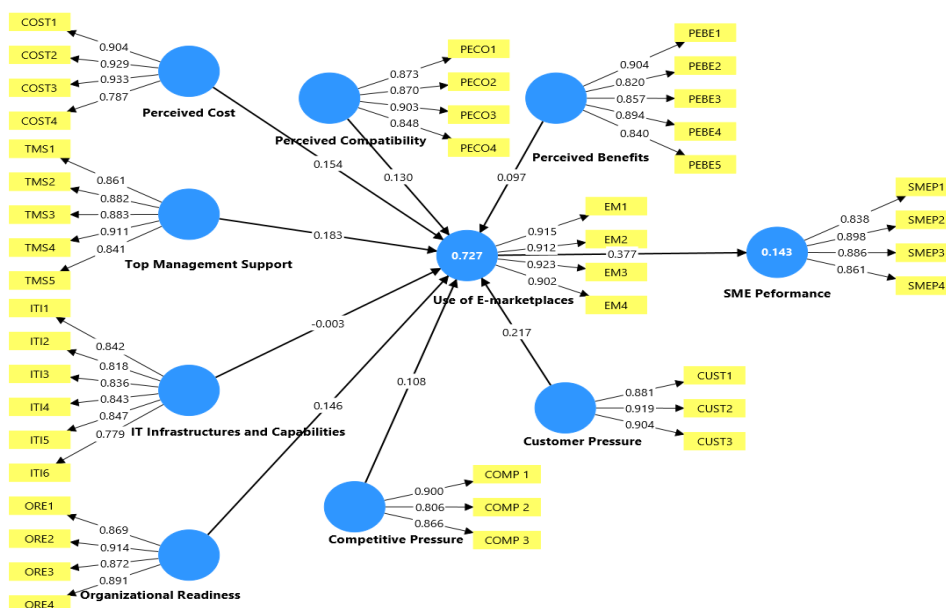 COST1
COST2
COST3
COST4
0.904
0.929
0.933
0.787
Perceived Cost
PECO1
PECO2
PECO3
PECO4
0.873
0.870
0.903
0.848
Perceived Compatibility
PEBE1
PEBE2
PEBE3
PEBE4
PEBE5
0.904
0.820
0.857
0.894
0.840
Perceived Benefits
0.154
0.130
0.097
TMS1
TMS2
TMS3
TMS4
TMS5
0.861
0.882
0.883
0.911
0.841
Top Management Support
0.183
0.727
Use of E-marketplaces
EM1
EM2
EM3
EM4
0.915
0.912
0.923
0.902
0.377
0.143
SME Peformance
SMEP1
SMEP2
SMEP3
SMEP4
0.838
0.898
0.886
0.861
ITI1
ITI2
ITI3
ITI4
ITI5
ITI6
0.842
0.818
0.836
0.843
0.847
0.779
IT Infrastructures and Capabilities
-0.003
0.146
0.108
0.217
CUST1
CUST2
CUST3
0.881
0.919
0.904
Customer Pressure
COMP 1
COMP 2
COMP 3
0.900
0.806
0.866
Competitive Pressure
ORE1
ORE2
ORE3
ORE4
0.869
0.914
0.872
0.891
Organizational Readiness